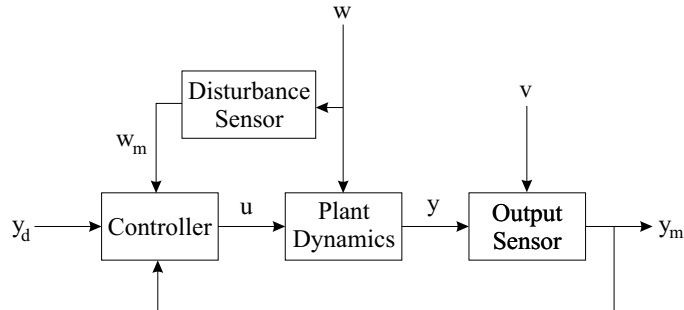 w
Disturbance
Sensor
v
w_m
y_d
Controller
u
Plant
Dynamics
y
Output
Sensor
y_m